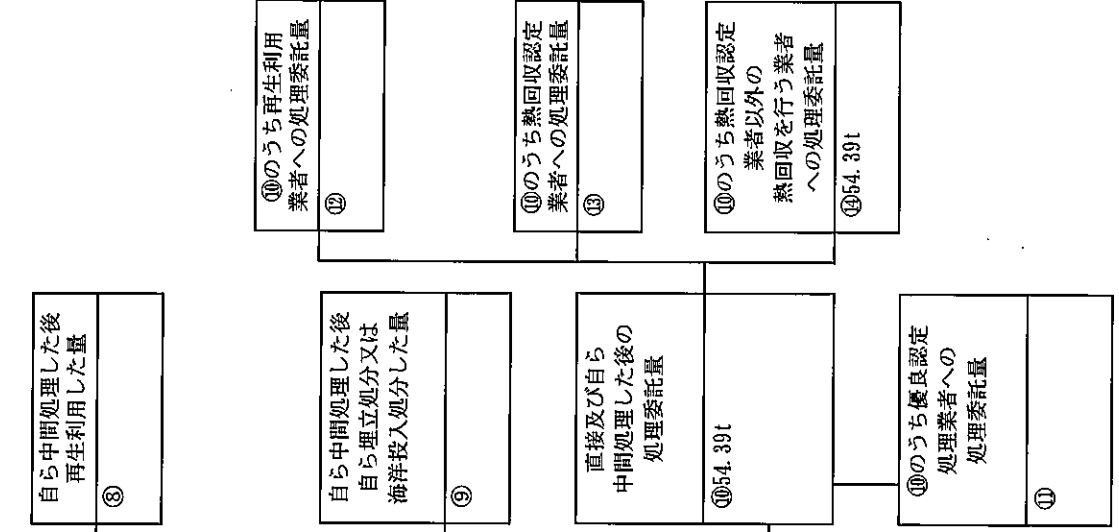 自ら中間処理した後
再生利用した量
⑧
自ら中間処理した後
自ら埋立処分又は
海洋投入処分した量
⑨
直接及び自ら
中間処理した後の
処理委託量
⑩54.39t
⑩のうち優良認定
処理業者への
処理委託量
⑪
⑩のうち再生利用
業者への処理委託量
⑫
⑩のうち熱回収認定
業者への処理委託量
⑬
⑩のうち熱回収認定
業者以外の
熱回収を行う業者
への処理委託量
⑭54.39t